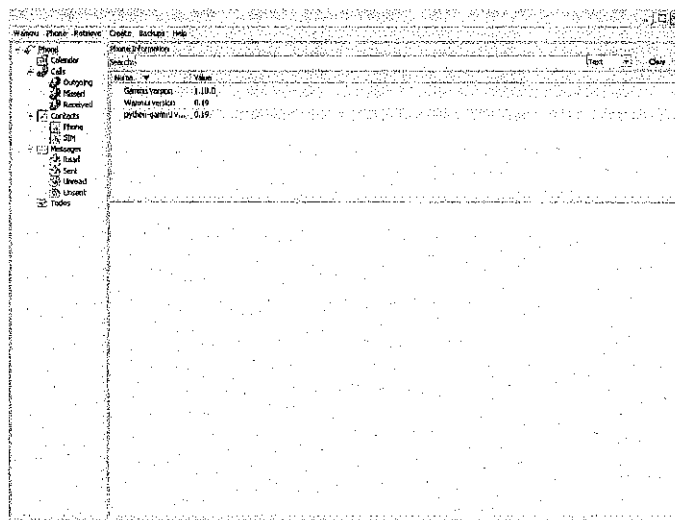 Wammu Phone Retrieve Create Backups Help
Phone
Calendar
Calls
Outgoing
Missed
Received
Contacts
Phone
SIM
Messages
Read
Sent
Unread
Unsent
Todos
Phone Information
Search: Text Clear
Name Value
Gammu version 1.10.0
Wammu version 0.19
python-gammu v... 0.19